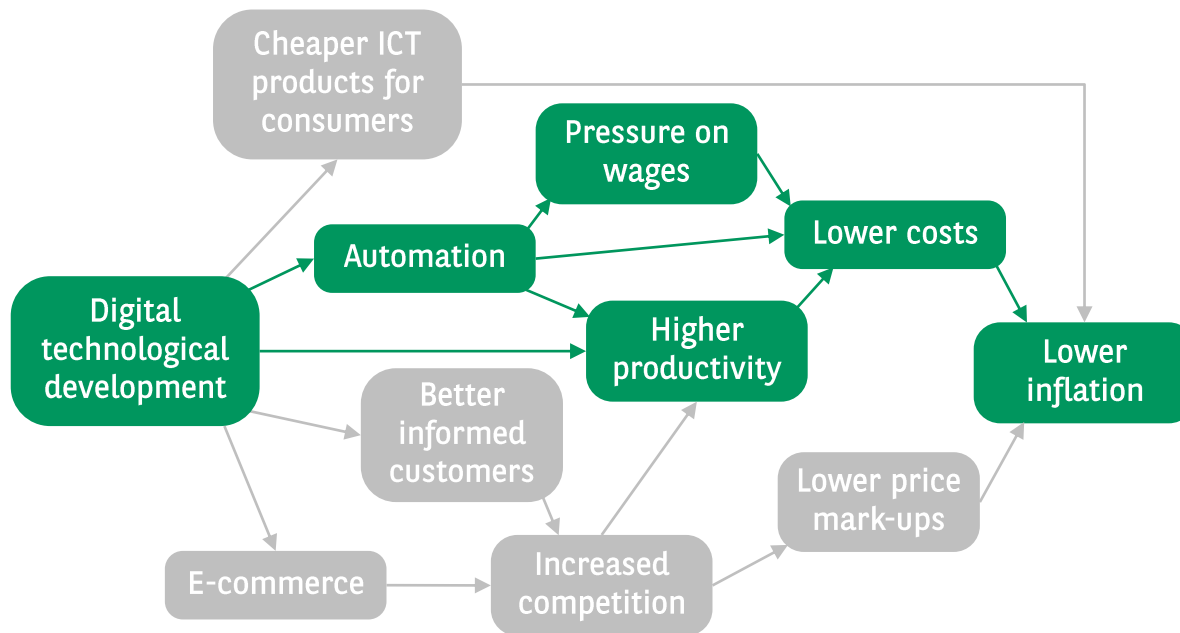 Cheaper ICT
products for
consumers
Pressure on
wages
Lower costs
Automation
Digital
technological
development
Higher
productivity
Lower
inflation
Better
informed
customers
Lower price
mark-ups
E-commerce
Increased
competition